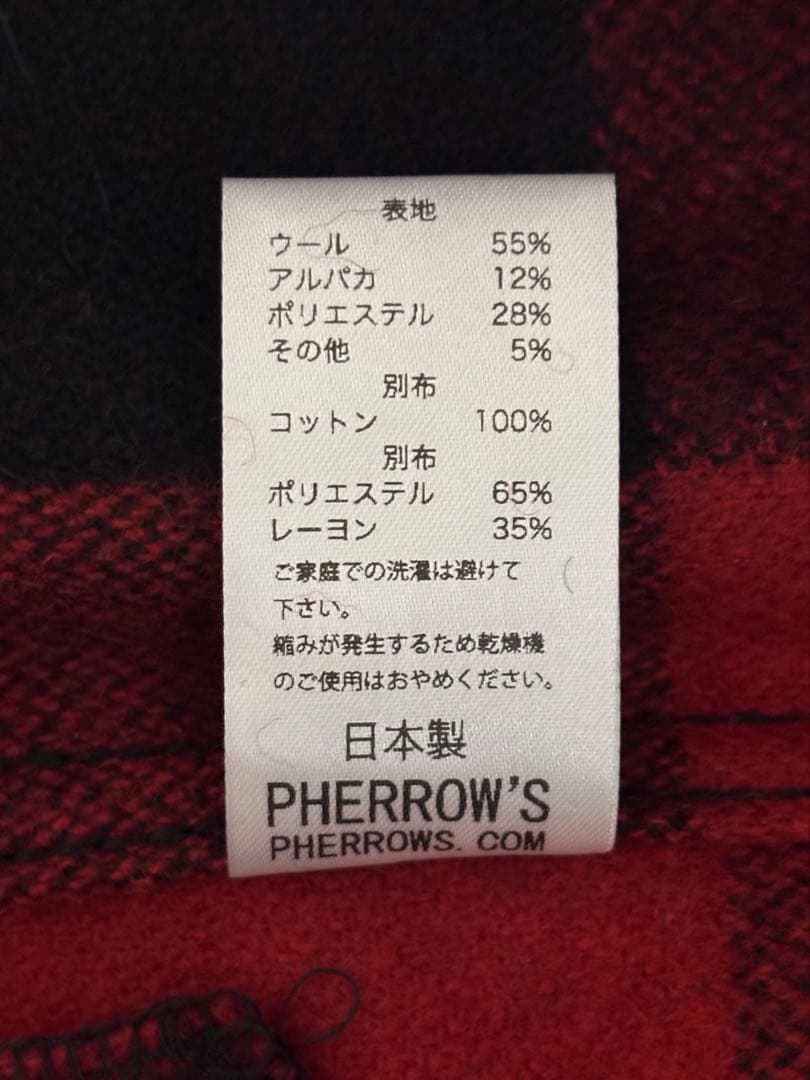 表地
ウール 55%
アルパカ 12%
ポリエステル 28%
その他 5%
別布
コットン 100%
別布
ポリエステル 65%
レーヨン 35%
ご家庭での洗濯は避けて
下さい。
縮みが発生するため乾燥機
のご使用はおやめください。
日本製
PHERROW'S
PHERROWS. COM